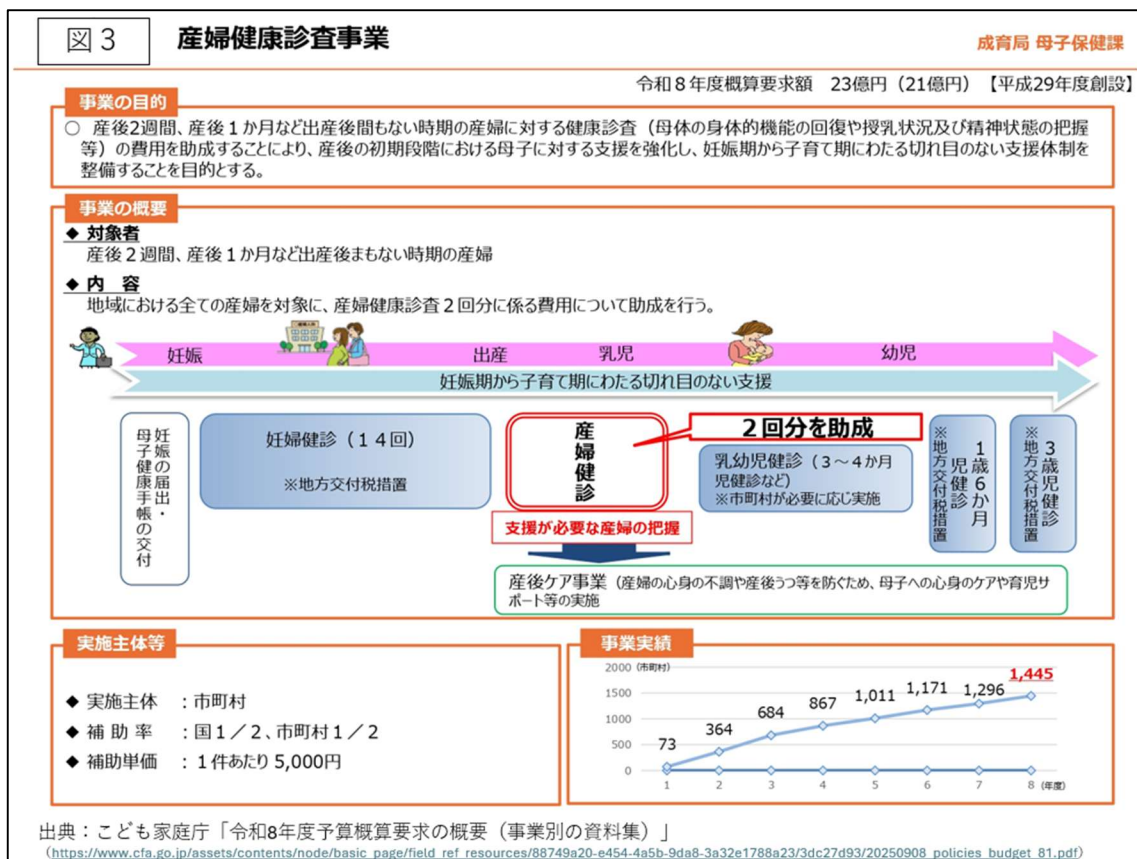 図３
産婦健康診査事業
成育局 母子保健課
令和８年度概算要求額　23億円（21億円）【平成29年度創設】
事業の目的
○ 産後2週間、産後１か月など出産後間もない時期の産婦に対する健康診査（母体の身体的機能の回復や授乳状況及び精神状態の把握
等）の費用を助成することにより、産後の初期段階における母子に対する支援を強化し、妊娠期から子育て期にわたる切れ目のない支援体制を
整備することを目的とする。
事業の概要
◆ 対象者
産後２週間、産後１か月など出産後まもない時期の産婦
◆ 内　容
地域における全ての産婦を対象に、産婦健康診査２回分に係る費用について助成を行う。
妊娠
出産
乳児
幼児
妊娠期から子育て期にわたる切れ目のない支援
妊娠の届出・
母子健康手帳の交付
妊婦健診（１４回）
※地方交付税措置
産婦健診
２回分を助成
乳幼児健診（３～４か月
児健診など）
※市町村が必要に応じ実施
１歳６か月
児健診
※地方交付税措置
３歳児健診
※地方交付税措置
支援が必要な産婦の把握
産後ケア事業（産婦の心身の不調や産後うつ等を防ぐため、母子への心身のケアや育児サ
ポート等の実施
実施主体等
◆ 実施主体　：市町村
◆ 補 助 率　：国１／２、市町村１／２
◆ 補助単価　：１件あたり 5,000円
事業実績
2000（市町村）
1500
1000
500
0
73
364
684
867
1,011
1,171
1,296
1,445
1 2 3 4 5 6 7 8（年度）
出典：こども家庭庁「令和8年度予算概算要求の概要（事業別の資料集）」
（https://www.cfa.go.jp/assets/contents/node/basic_page/field_ref_resources/88749a20-e454-4a5b-9da8-3a32e1788a23/3dc27d93/20250908_policies_budget_81.pdf）